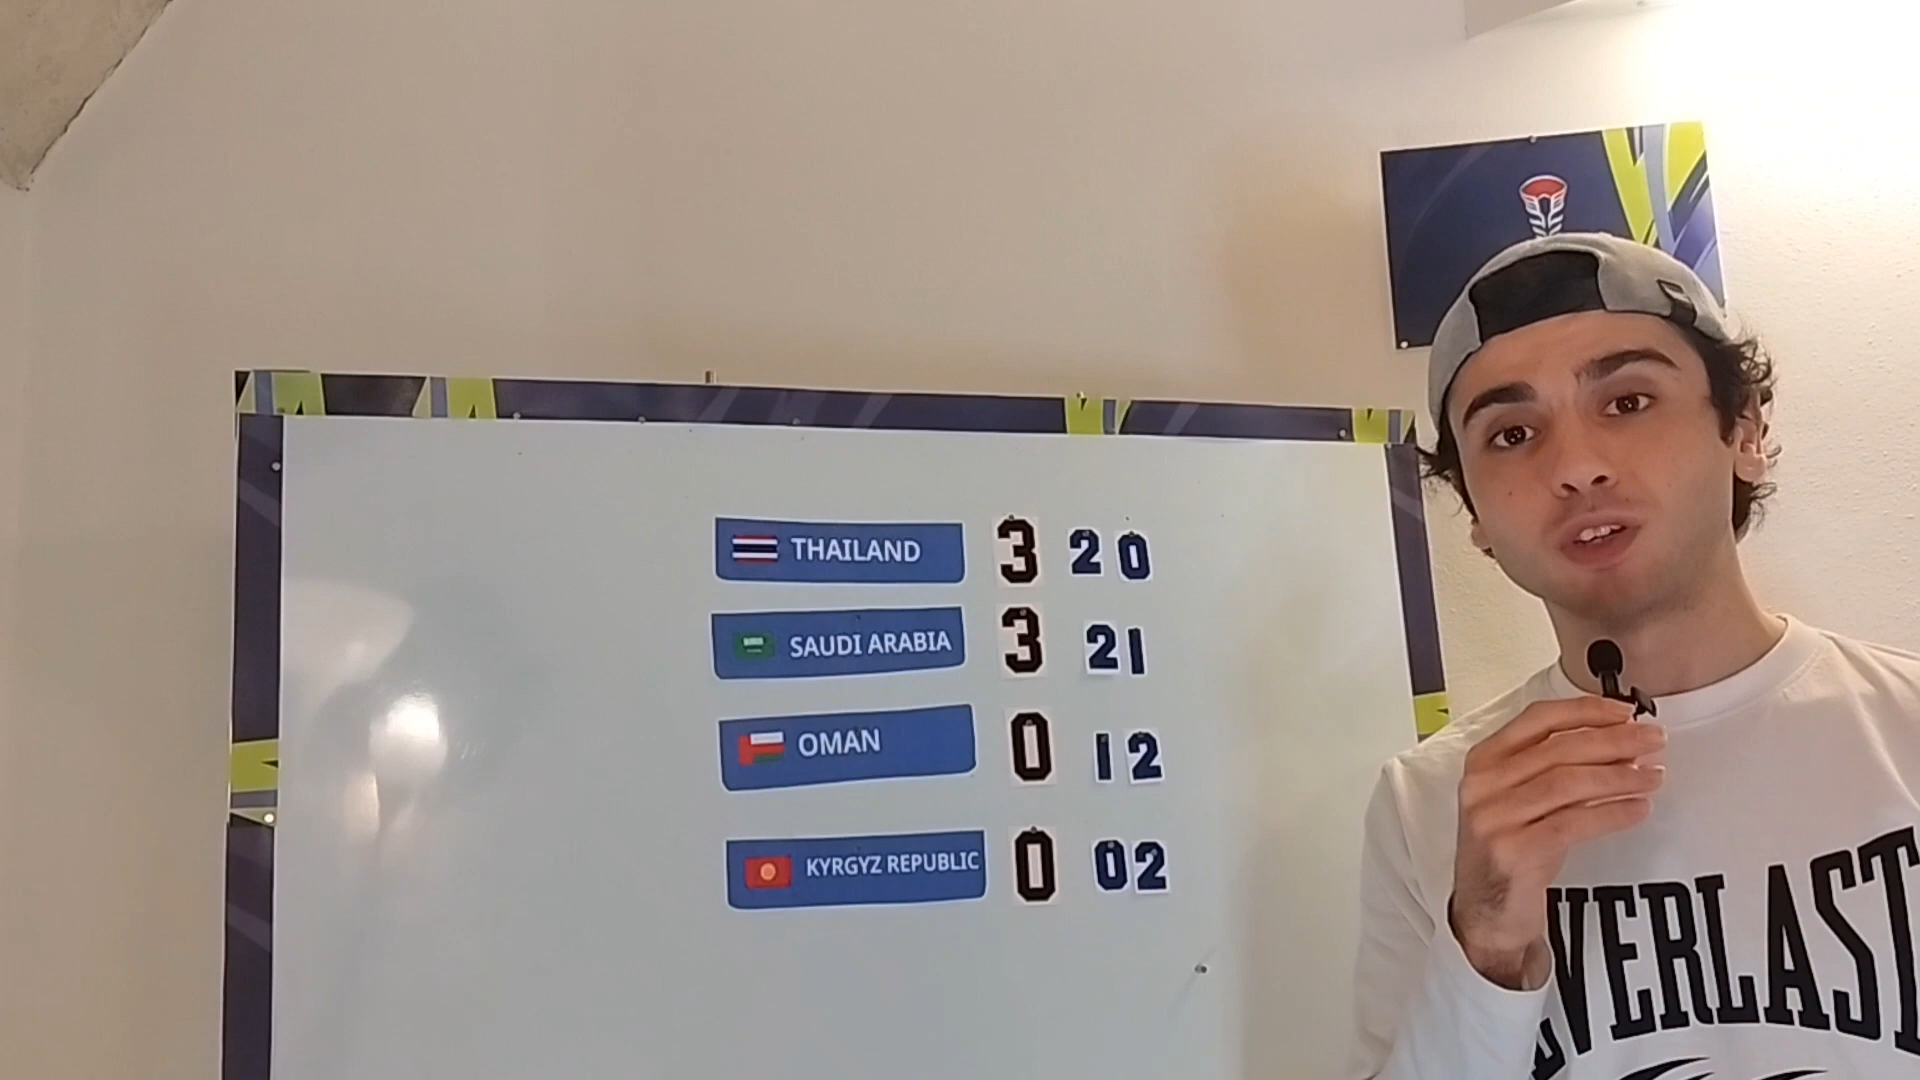 THAILAND 3 2 0
SAUDI ARABIA 3 2 1
OMAN 0 1 2
KYRGYZ REPUBLIC 0 0 2
EVERLAST